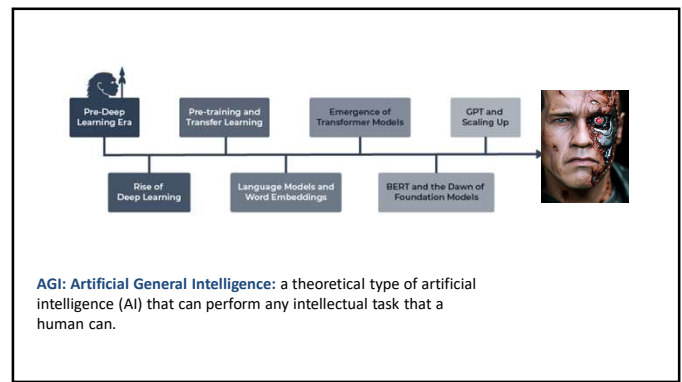 Pre-Deep
Learning Era
Pre-training and
Transfer Learning
Emergence of
Transformer Models
GPT and
Scaling Up
Rise of
Deep Learning
Language Models and
Word Embeddings
BERT and the Dawn of
Foundation Models
AGI: Artificial General Intelligence: a theoretical type of artificial
intelligence (AI) that can perform any intellectual task that a
human can.